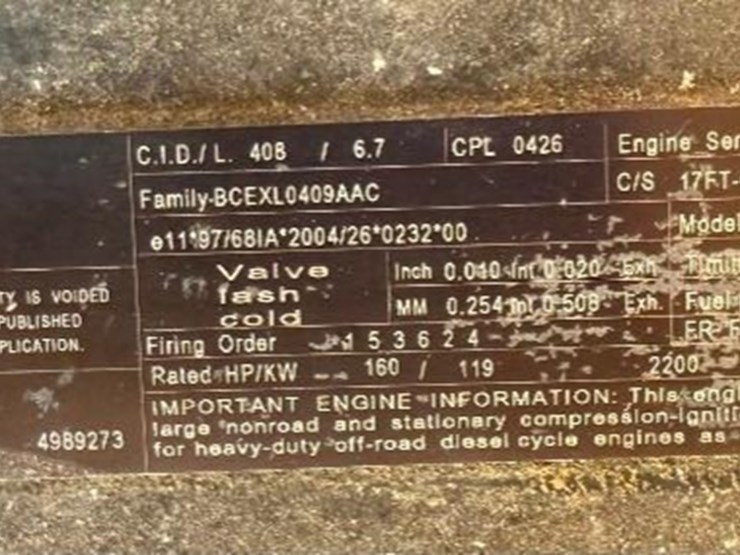 C.I.D./ L. 408 / 6.7 CPL 0426 Engine Ser
Family-BCEXL0409AAC C/S 17FT-
e11*97/68IA*2004/26*0232*00 Model
TY IS VOIDED
PUBLISHED
PLICATION.
Valve
lash
cold
Inch 0.010 Int 0.020 Exh
MM 0.254 Int 0.508 Exh. Fuel
Firing Order 1 5 3 6 2 4
Rated HP/KW 160 / 119 2200
4989273
IMPORTANT ENGINE INFORMATION: This engi
large nonroad and stationary compression-igniti
for heavy-duty off-road diesel cycle engines as